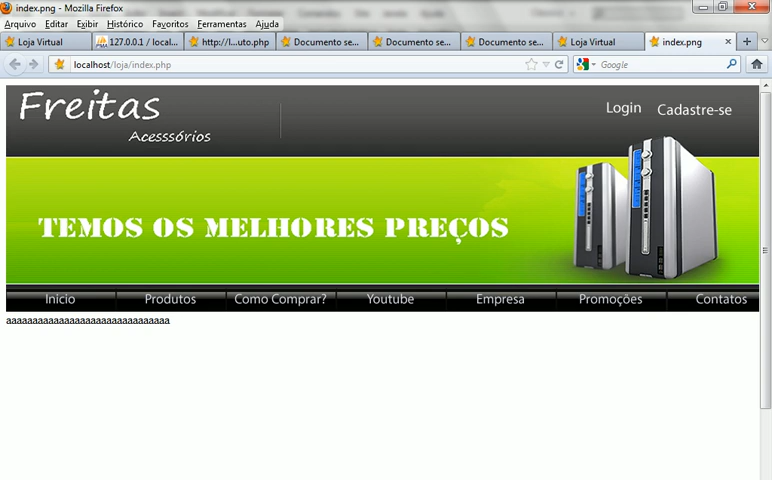 index.png - Mozilla Firefox
Arquivo Editar Exibir Histórico Favoritos Ferramentas Ajuda
Loja Virtual 127.0.0.1 / local... http://l...uto.php Documento se... Documento se... Documento se... Loja Virtual index.png
localhost/loja/index.php Google
Freitas
Acesssórios
Login Cadastre-se
TEMOS OS MELHORES PREÇOS
Inicio Produtos Como Comprar? Youtube Empresa Promoções Contatos
aaaaaaaaaaaaaaaaaaaaaaaaaaaaaaa